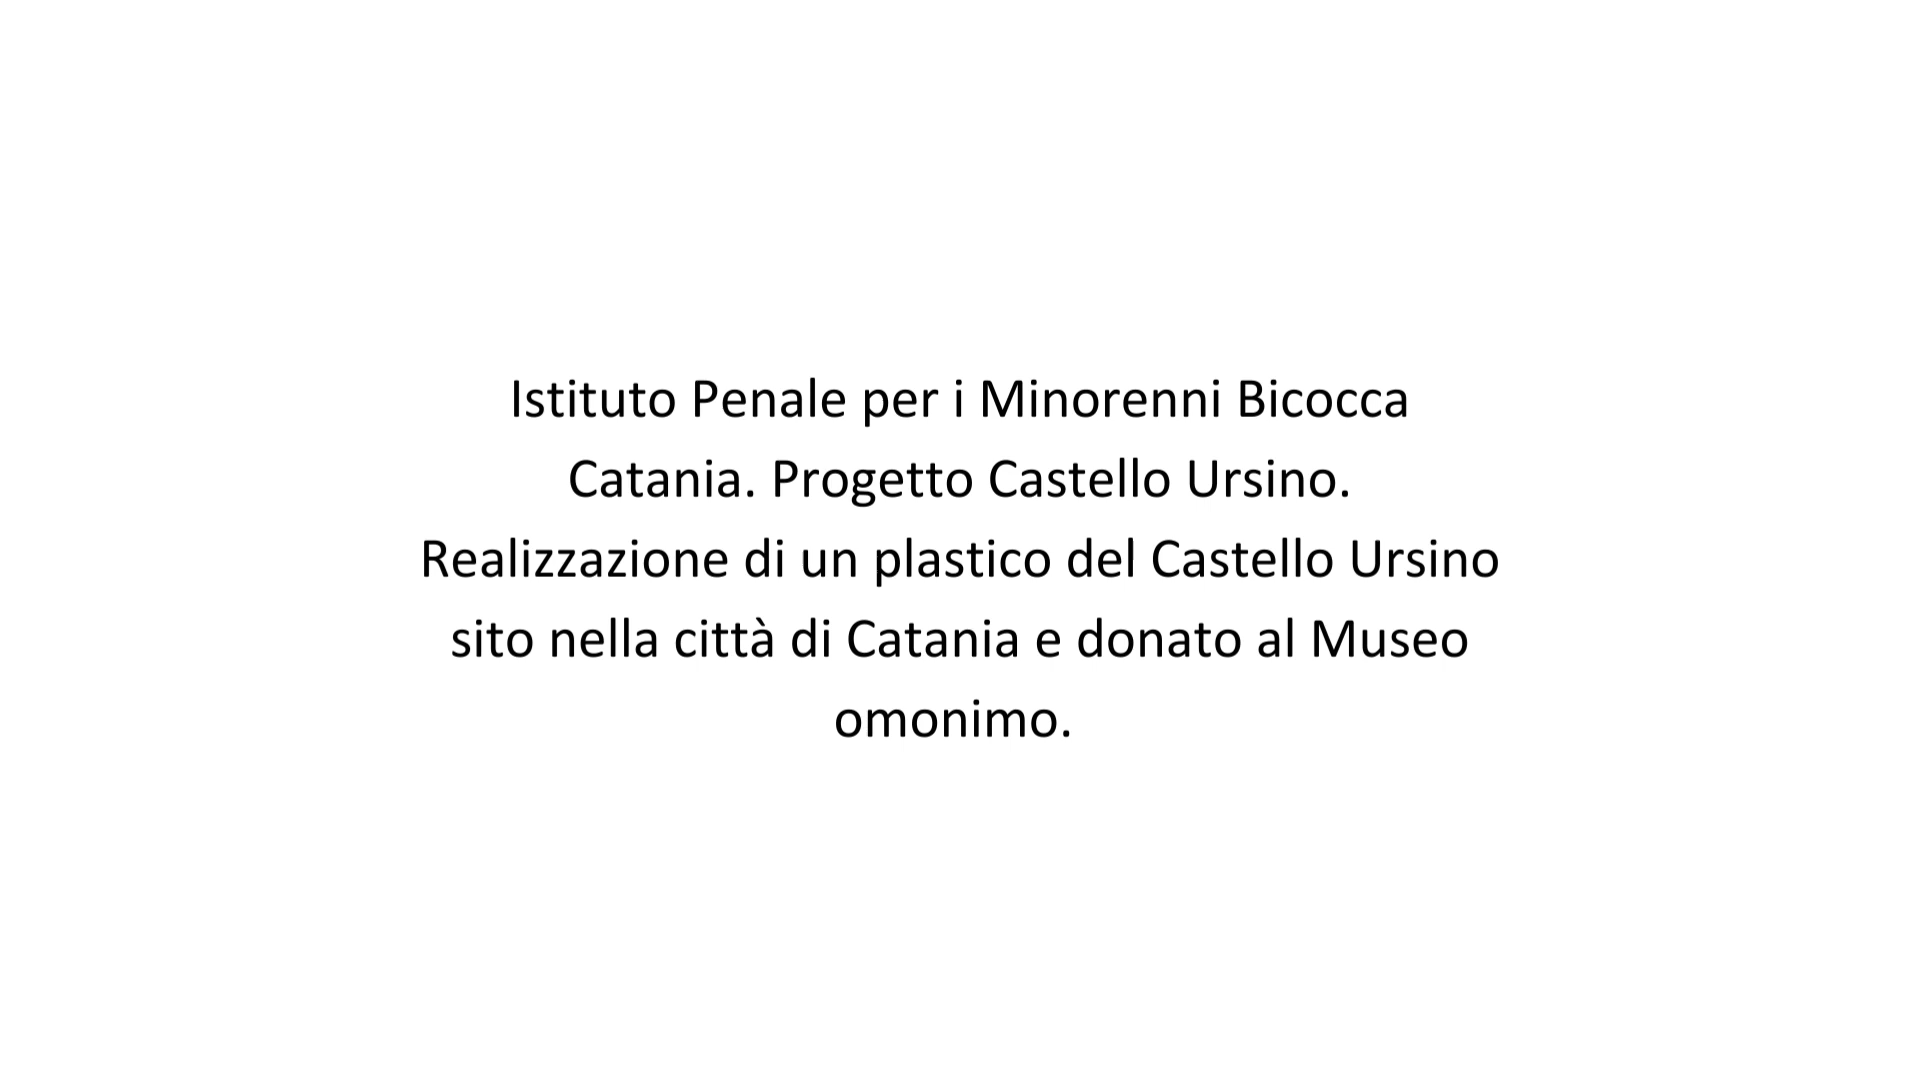 Istituto Penale per i Minorenni Bicocca
Catania. Progetto Castello Ursino.
Realizzazione di un plastico del Castello Ursino
sito nella città di Catania e donato al Museo
omonimo.